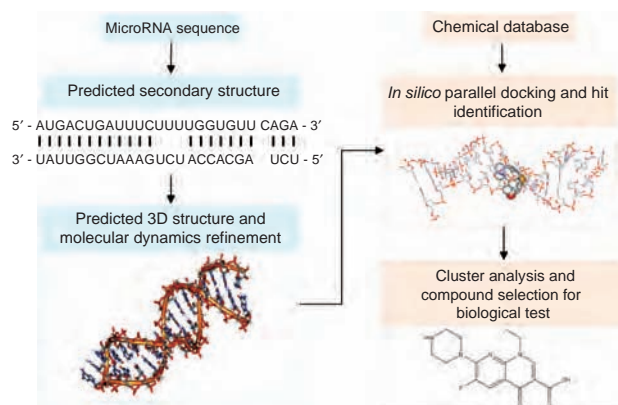 MicroRNA sequence
Predicted secondary structure
5′ - AUGACUGAUUUCUUUUGGUGUU CAGA - 3′
3′ - UAUUGGCUAAAGUCU ACCACGA UCU - 5′
Predicted 3D structure and
molecular dynamics refinement
Chemical database
In silico parallel docking and hit
identification
Cluster analysis and
compound selection for
biological test